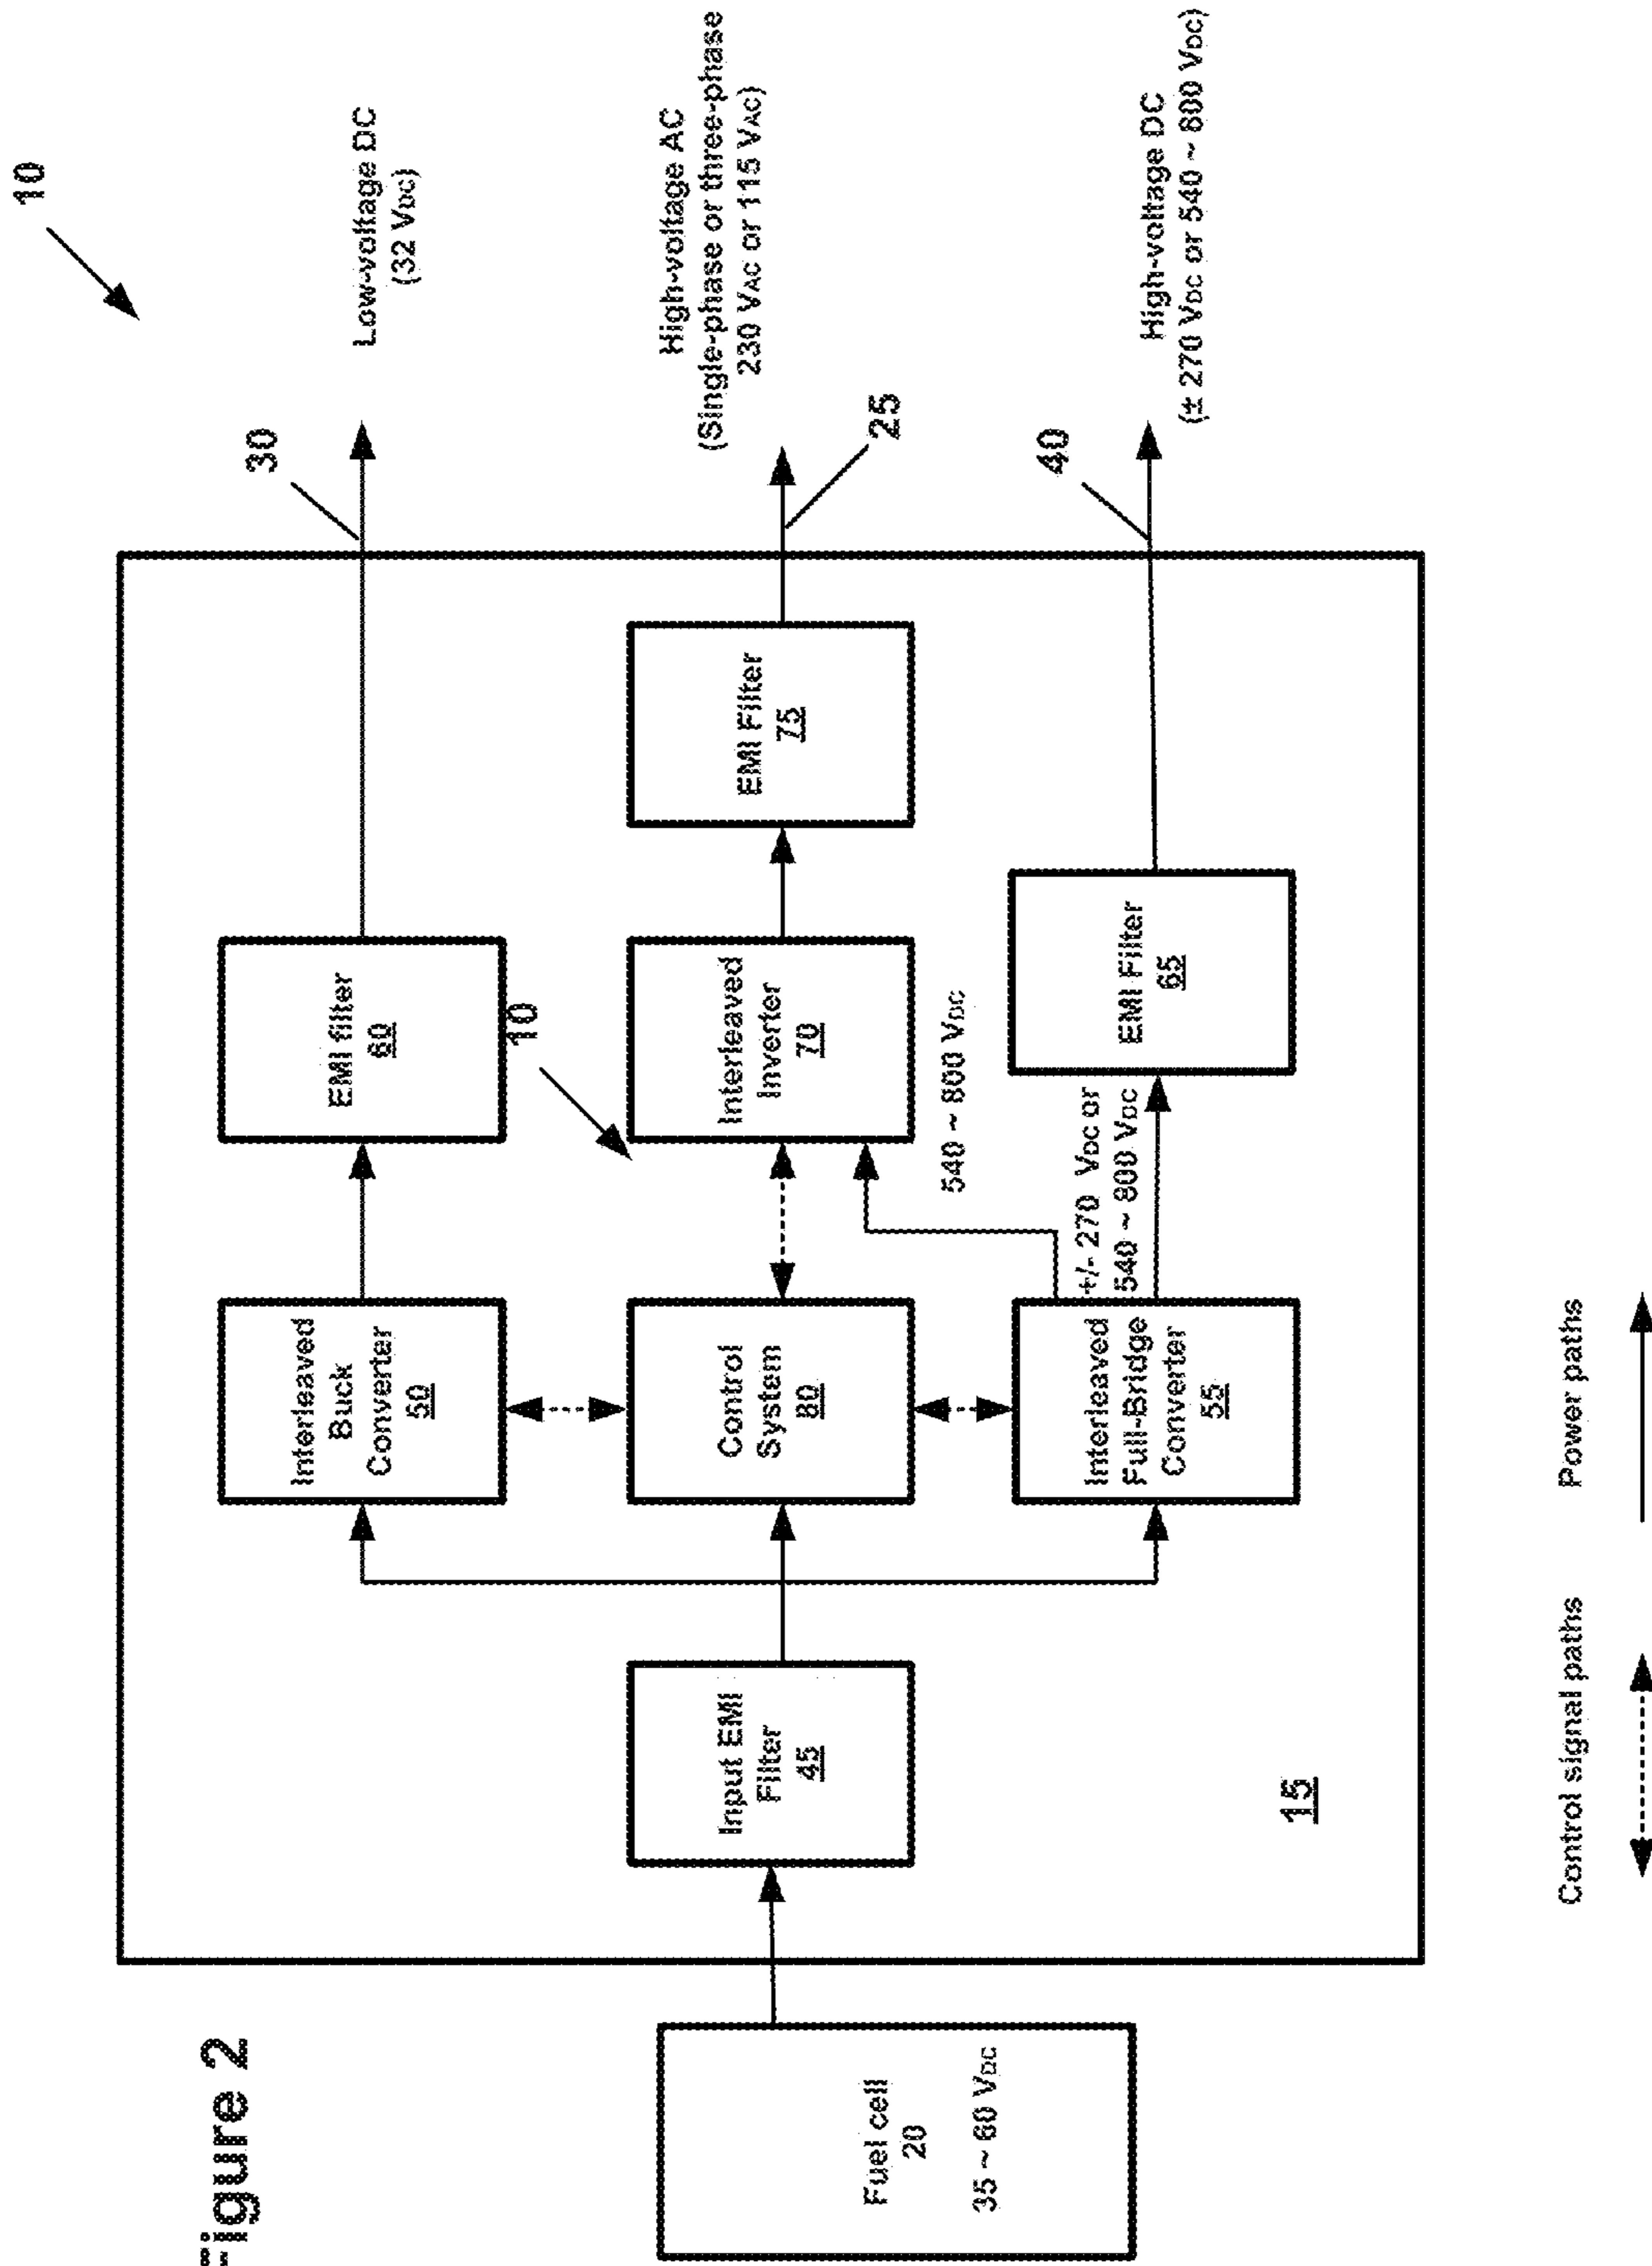 10
Figure 2
30
Low-voltage DC
(32 VDC)
Interleaved
Buck
Converter
50
EMI filter
60
10
Fuel cell
20
35 ~ 60 VDC
Input EMI
Filter
45
Control
System
80
Interleaved
Inverter
70
EMI Filter
75
High-voltage AC
(Single-phase or three-phase
230 VAC or 115 VAC)
25
540 ~ 800 VDC
Interleaved
Full-Bridge
Converter
55
+/- 270 VDC or
540 ~ 800 VDC
EMI Filter
65
40
High-voltage DC
(± 270 VDC or 540 ~ 800 VDC)
15
Control signal paths
Power paths